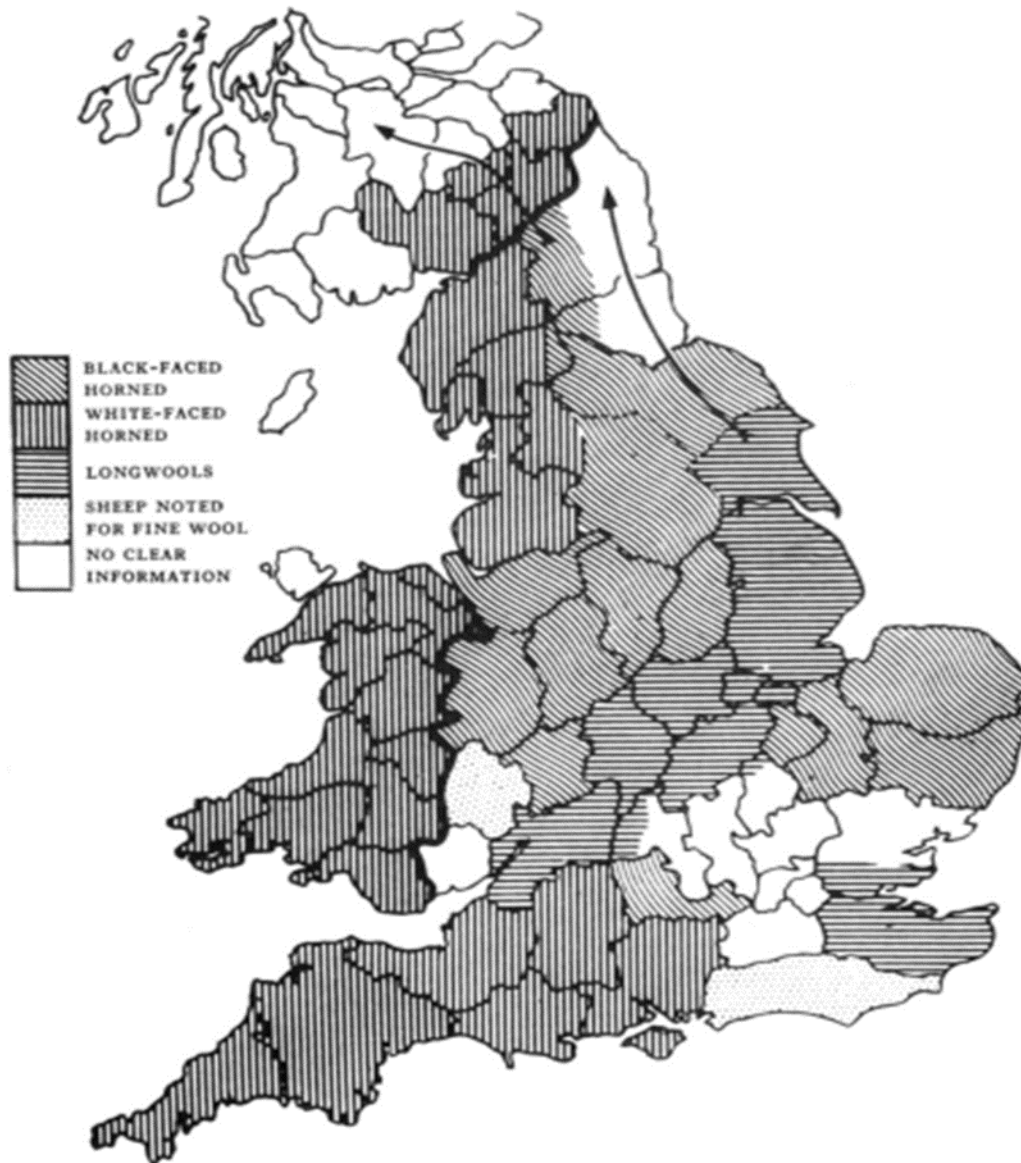 BLACK-FACED
HORNED
WHITE-FACED
HORNED
LONGWOOLS
SHEEP NOTED
FOR FINE WOOL
NO CLEAR
INFORMATION